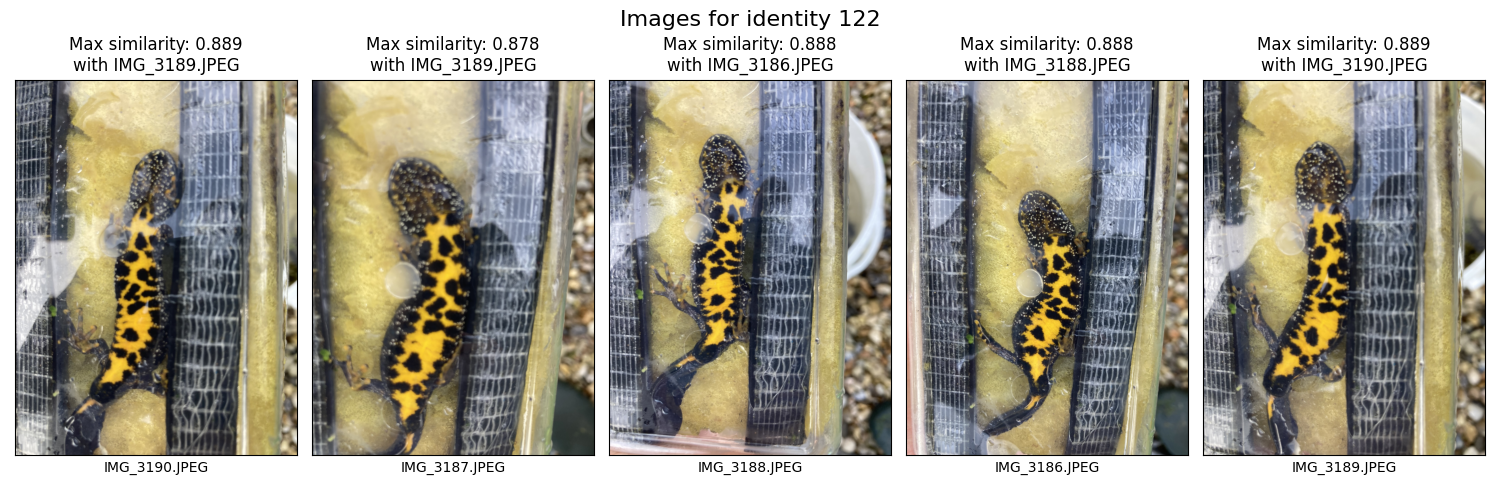 Images for identity 122
Max similarity: 0.889
with IMG_3189.JPEG
Max similarity: 0.878
with IMG_3189.JPEG
Max similarity: 0.888
with IMG_3186.JPEG
Max similarity: 0.888
with IMG_3188.JPEG
Max similarity: 0.889
with IMG_3190.JPEG
IMG_3190.JPEG
IMG_3187.JPEG
IMG_3188.JPEG
IMG_3186.JPEG
IMG_3189.JPEG